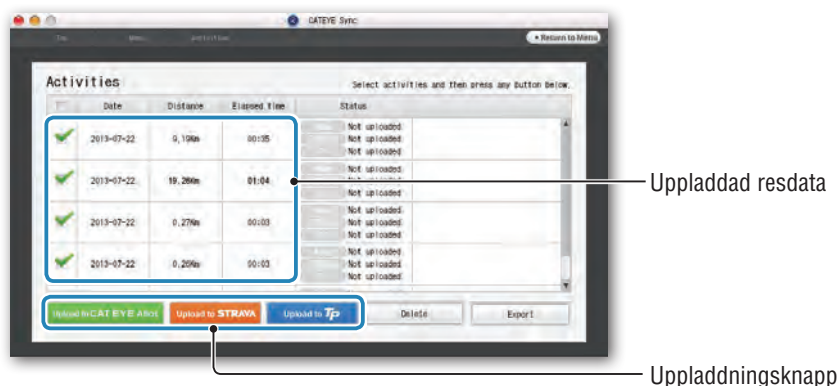 CATEYE Sync
Return to Menu
Activities
Select activities and then press any button below.
Date Distance Elapsed time Status
Not uploaded
2013-07-22 9,19Km 00:35 Not uploaded
Not uploaded
Not uploaded
2013-07-22 19,26Km 01:04
Not uploaded
Uppladdad resdata
Not uploaded
2013-07-22 0,27Km 00:03 Not uploaded
Not uploaded
Not uploaded
2013-07-22 0,26Km 00:03 Not uploaded
Not uploaded
Upload to CATEYE Atlas Upload to STRAVA Upload to Tp Delete Export
Uppladdningsknapp